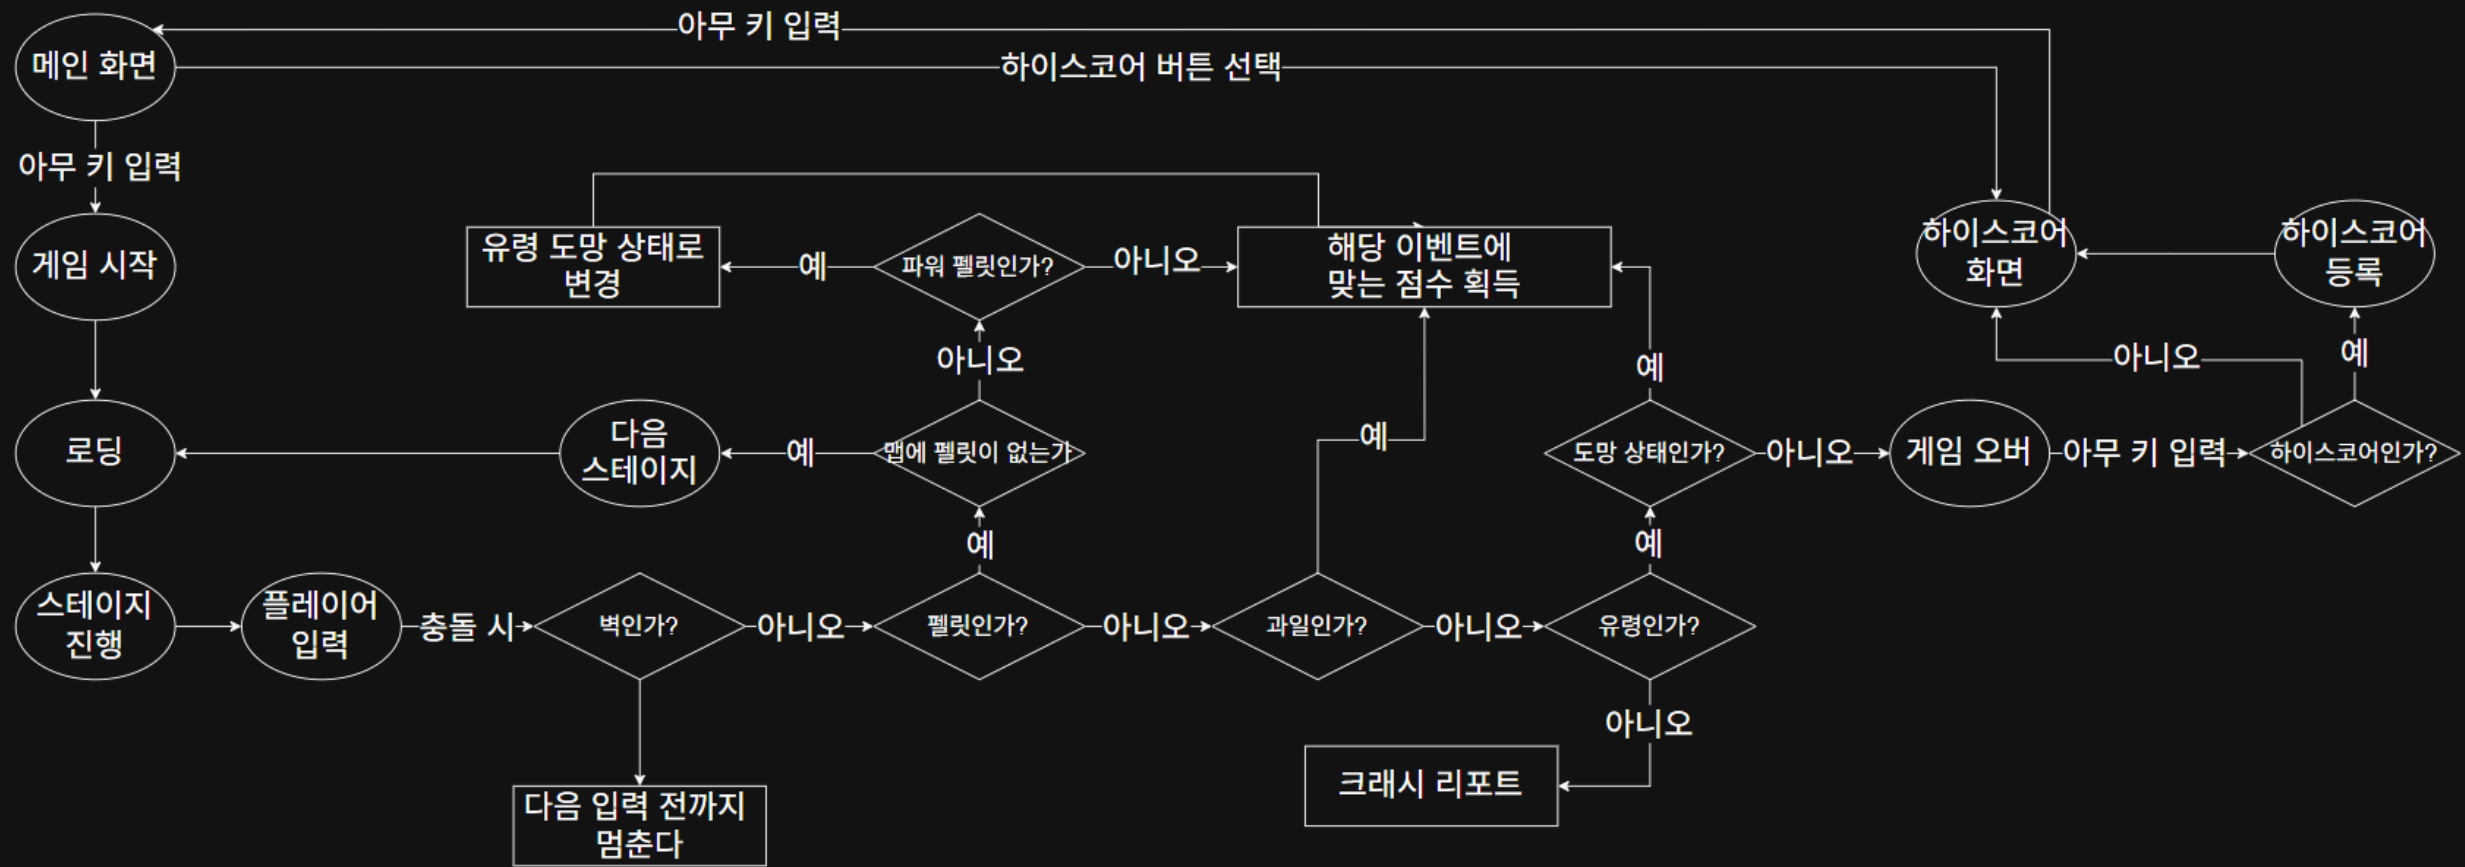 아무 키 입력
메인 화면
하이스코어 버튼 선택
아무 키 입력
게임 시작
유령 도망 상태로
변경
예
파워 펠릿인가?
아니오
해당 이벤트에
맞는 점수 획득
하이스코어
화면
하이스코어
등록
아니오
예
아니오
예
로딩
다음
스테이지
예
맵에 펠릿이 없는가
예
도망 상태인가?
아니오
게임 오버
아무 키 입력
하이스코어인가?
예
예
스테이지
진행
플레이어
입력
충돌 시
벽인가?
아니오
펠릿인가?
아니오
과일인가?
아니오
유령인가?
아니오
다음 입력 전까지
멈춘다
크래시 리포트